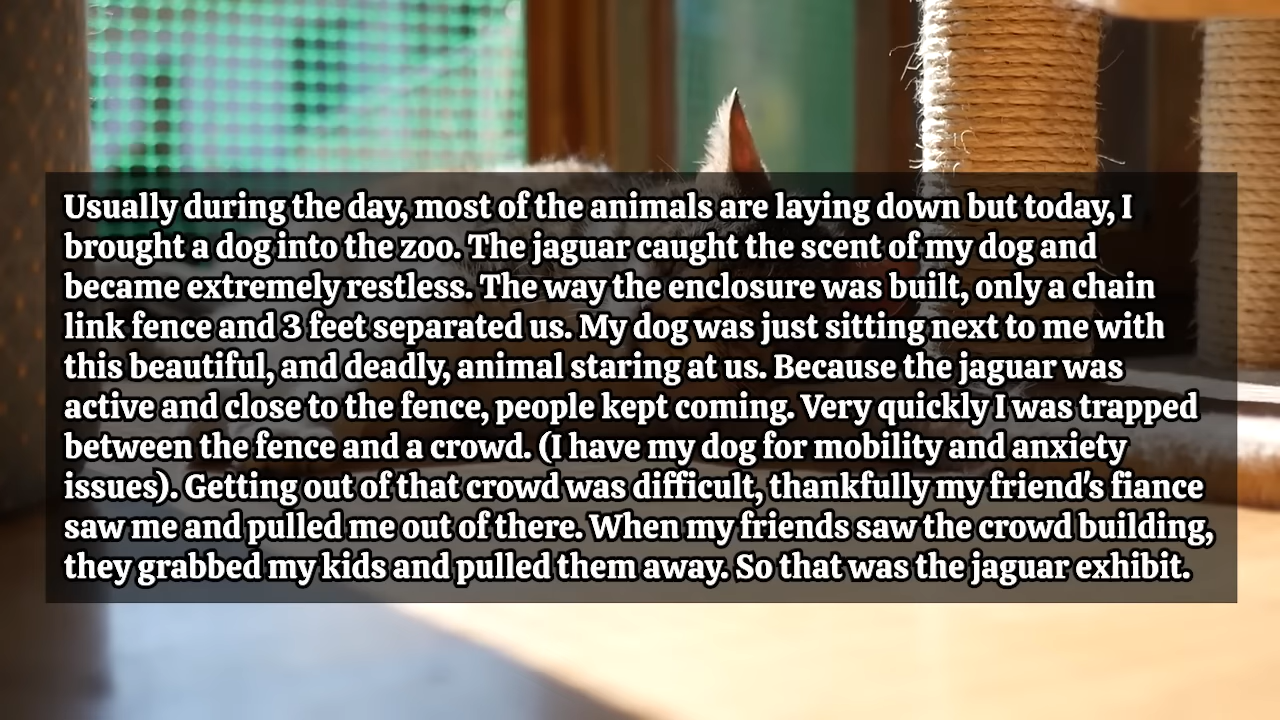 Usually during the day, most of the animals are laying down but today, I
brought a dog into the zoo. The jaguar caught the scent of my dog and
became extremely restless. The way the enclosure was built, only a chain
link fence and 3 feet separated us. My dog was just sitting next to me with
this beautiful, and deadly, animal staring at us. Because the jaguar was
active and close to the fence, people kept coming. Very quickly I was trapped
between the fence and a crowd. (I have my dog for mobility and anxiety
issues). Getting out of that crowd was difficult, thankfully my friend's fiance
saw me and pulled me out of there. When my friends saw the crowd building,
they grabbed my kids and pulled them away. So that was the jaguar exhibit.